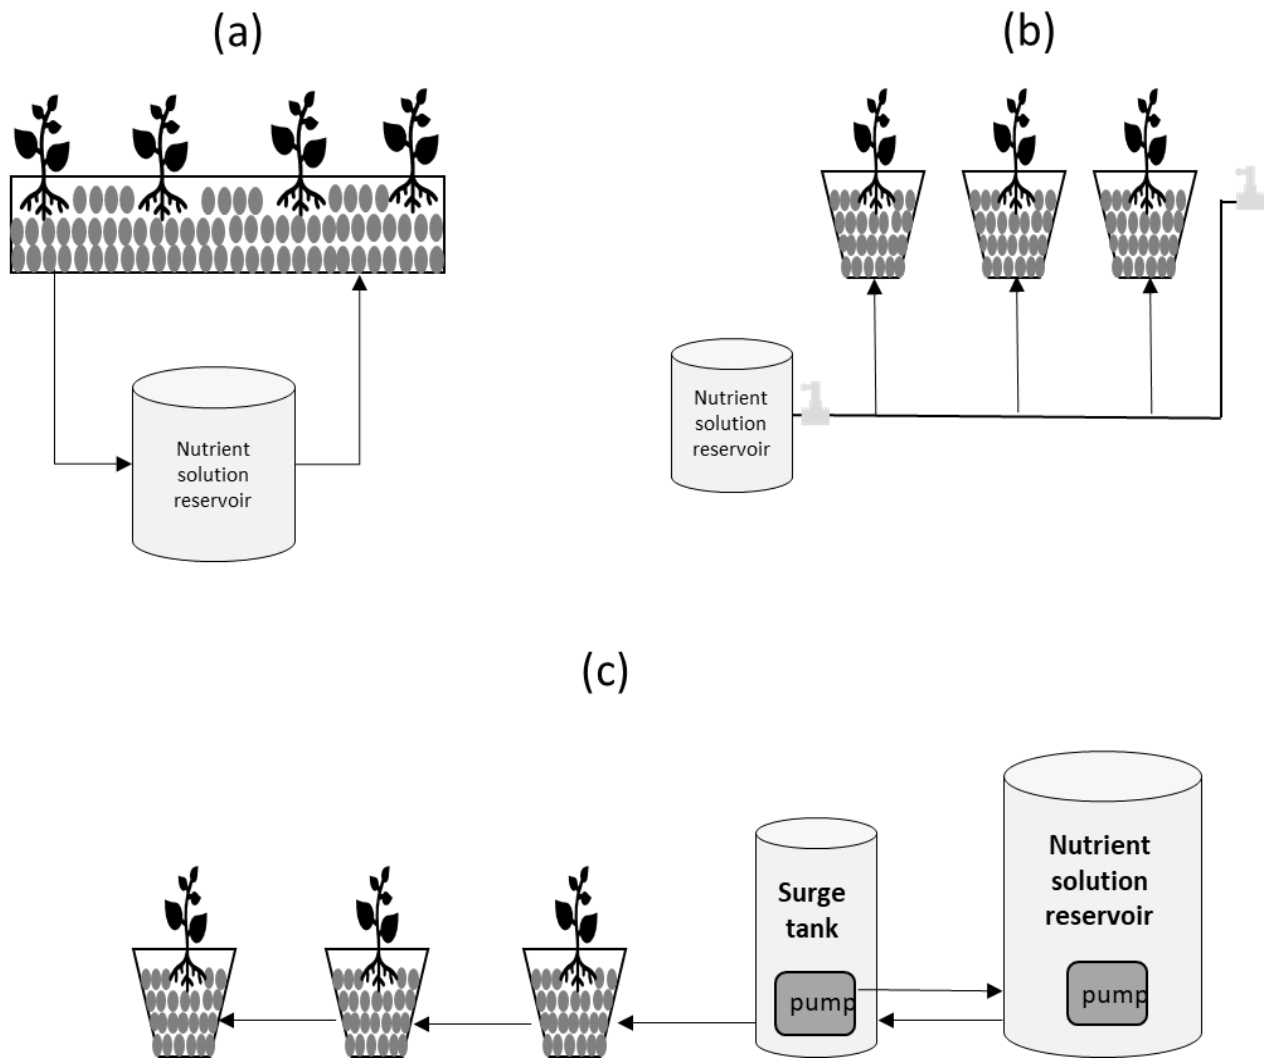 (a)
(b)
Nutrient
solution
reservoir
Nutrient
solution
reservoir
(c)
Surge
tank
pump
Nutrient
solution
reservoir
pump